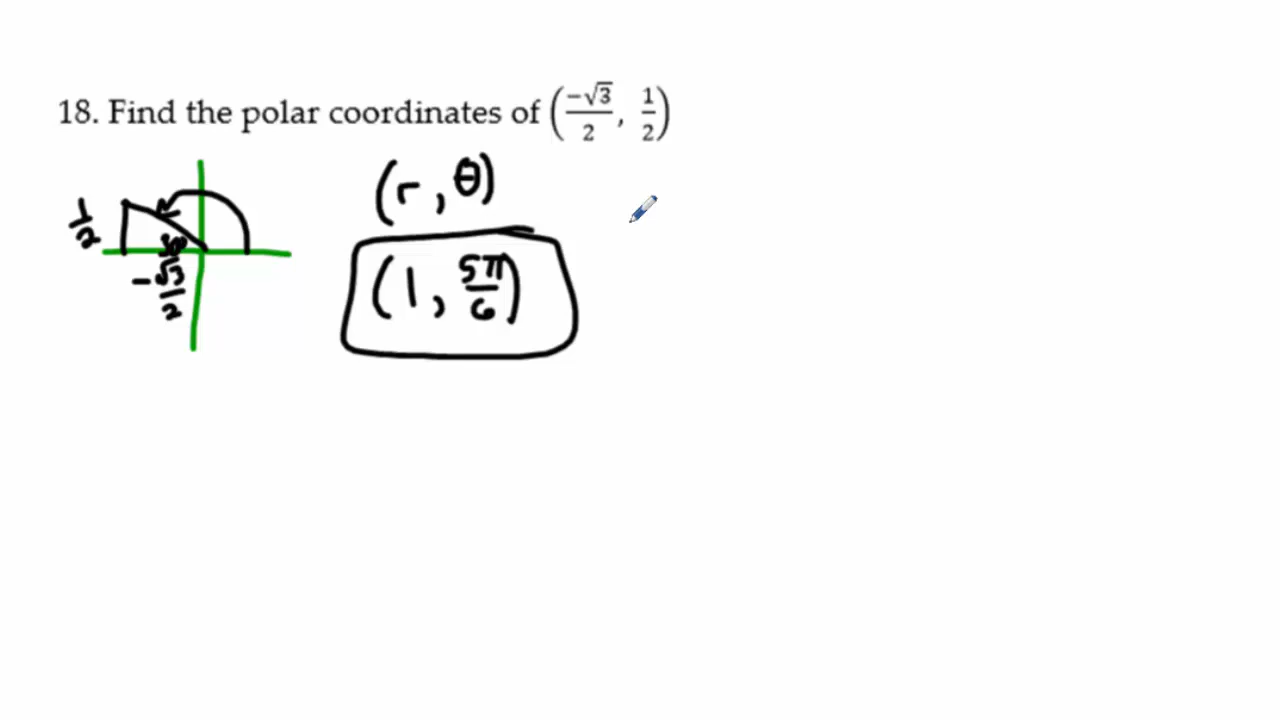 18. Find the polar coordinates of (-√3/2, 1/2)
(r, θ)
1/2
-√3/2
(1, 5π/6)